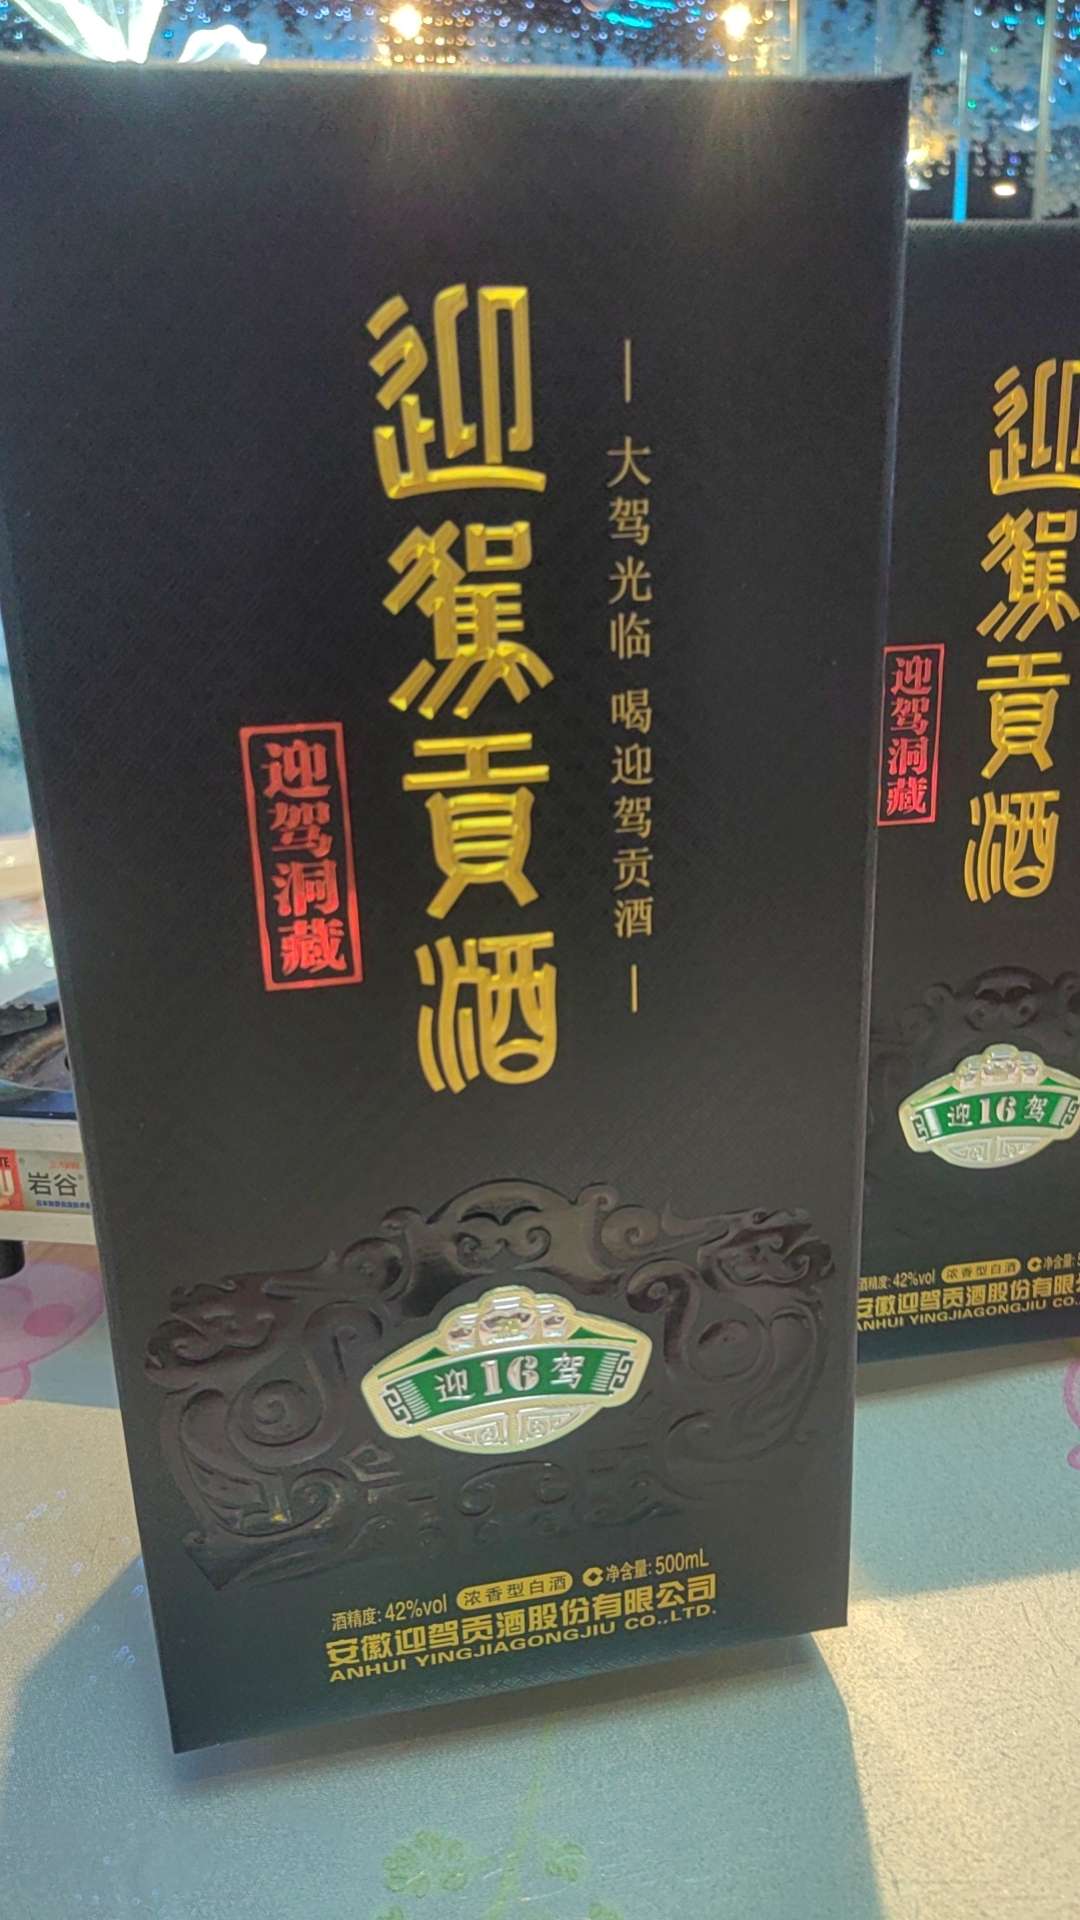 迎駕貢酒
大驾光临 喝迎驾贡酒
迎驾洞藏
迎16驾
酒精度: 42%vol 浓香型白酒 净含量: 500mL
安徽迎驾贡酒股份有限公司
ANHUI YINGJIAGONGJIU CO.,LTD.
迎駕貢酒
迎驾洞藏
迎16驾
酒精度: 42%vol 浓香型白酒 净含量:
安徽迎驾贡酒股份有限
ANHUI YINGJIAGONGJIU CO.
岩谷